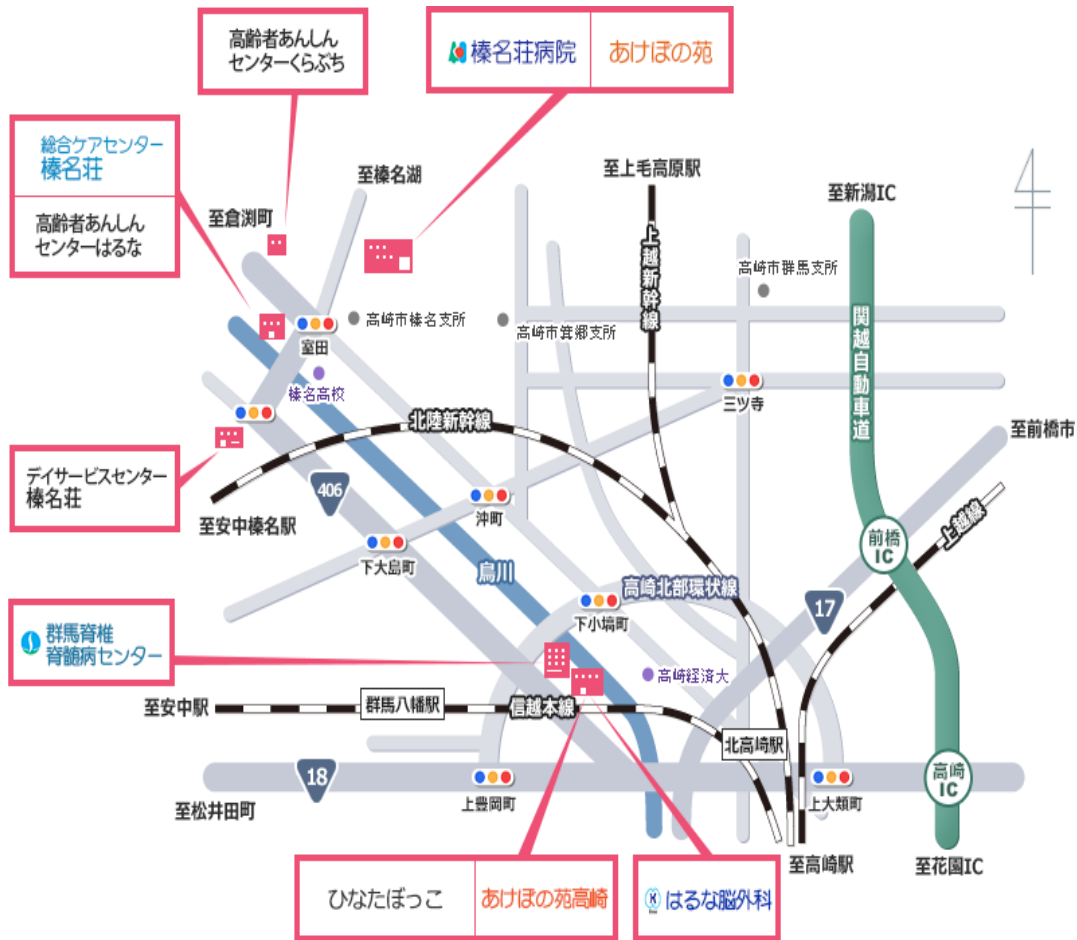 高齢者あんしん
センターくらぶち
榛名荘病院
あけぼの苑
総合ケアセンター
榛名荘
高齢者あんしん
センターはるな
至榛名湖
至上毛高原駅
至新潟IC
至倉渕町
上越新幹線
高崎市群馬支所
高崎市榛名支所
高崎市箕郷支所
関越自動車道
室田
榛名高校
三ツ寺
北陸新幹線
至前橋市
デイサービスセンター
榛名荘
406
至安中榛名駅
沖町
上越線
前橋
IC
下大島町
烏川
高崎北部環状線
17
下小塙町
群馬脊椎
脊髄病センター
高崎経済大
至安中駅
群馬八幡駅
信越本線
北高崎駅
18
高崎
IC
上豊岡町
上大類町
至松井田町
至高崎駅
至花園IC
ひなたぼっこ
あけぼの苑高崎
はるな脳外科